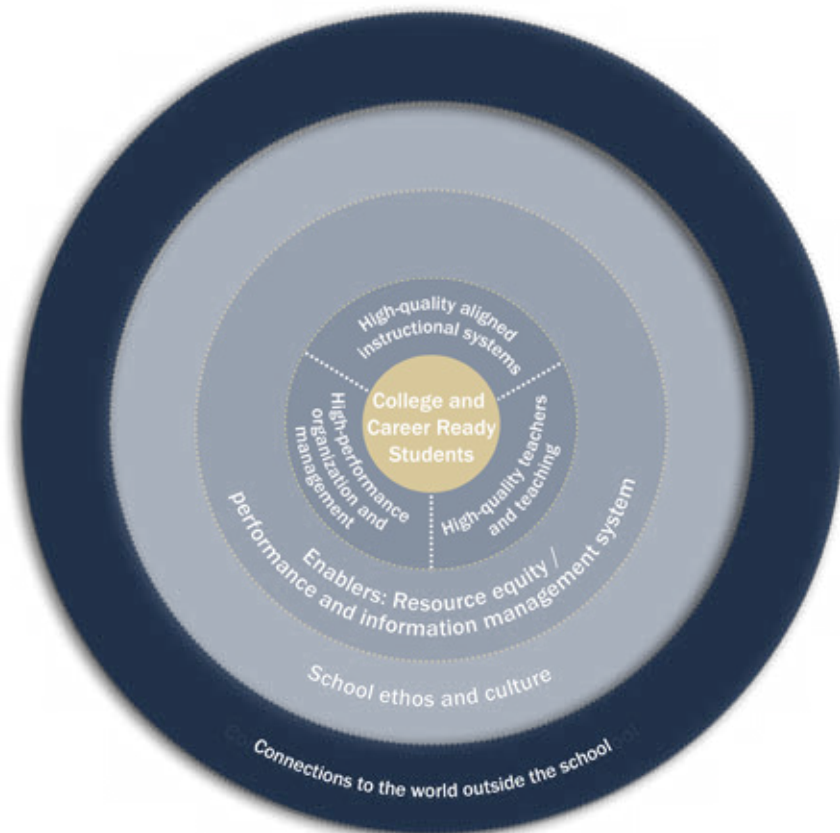 High-quality aligned
instructional systems
College and
Career Ready
Students
High-performance
organization and
management
High-quality teachers
and teaching
Enablers: Resource equity /
performance and information management system
School ethos and culture
Connections to the world outside the school